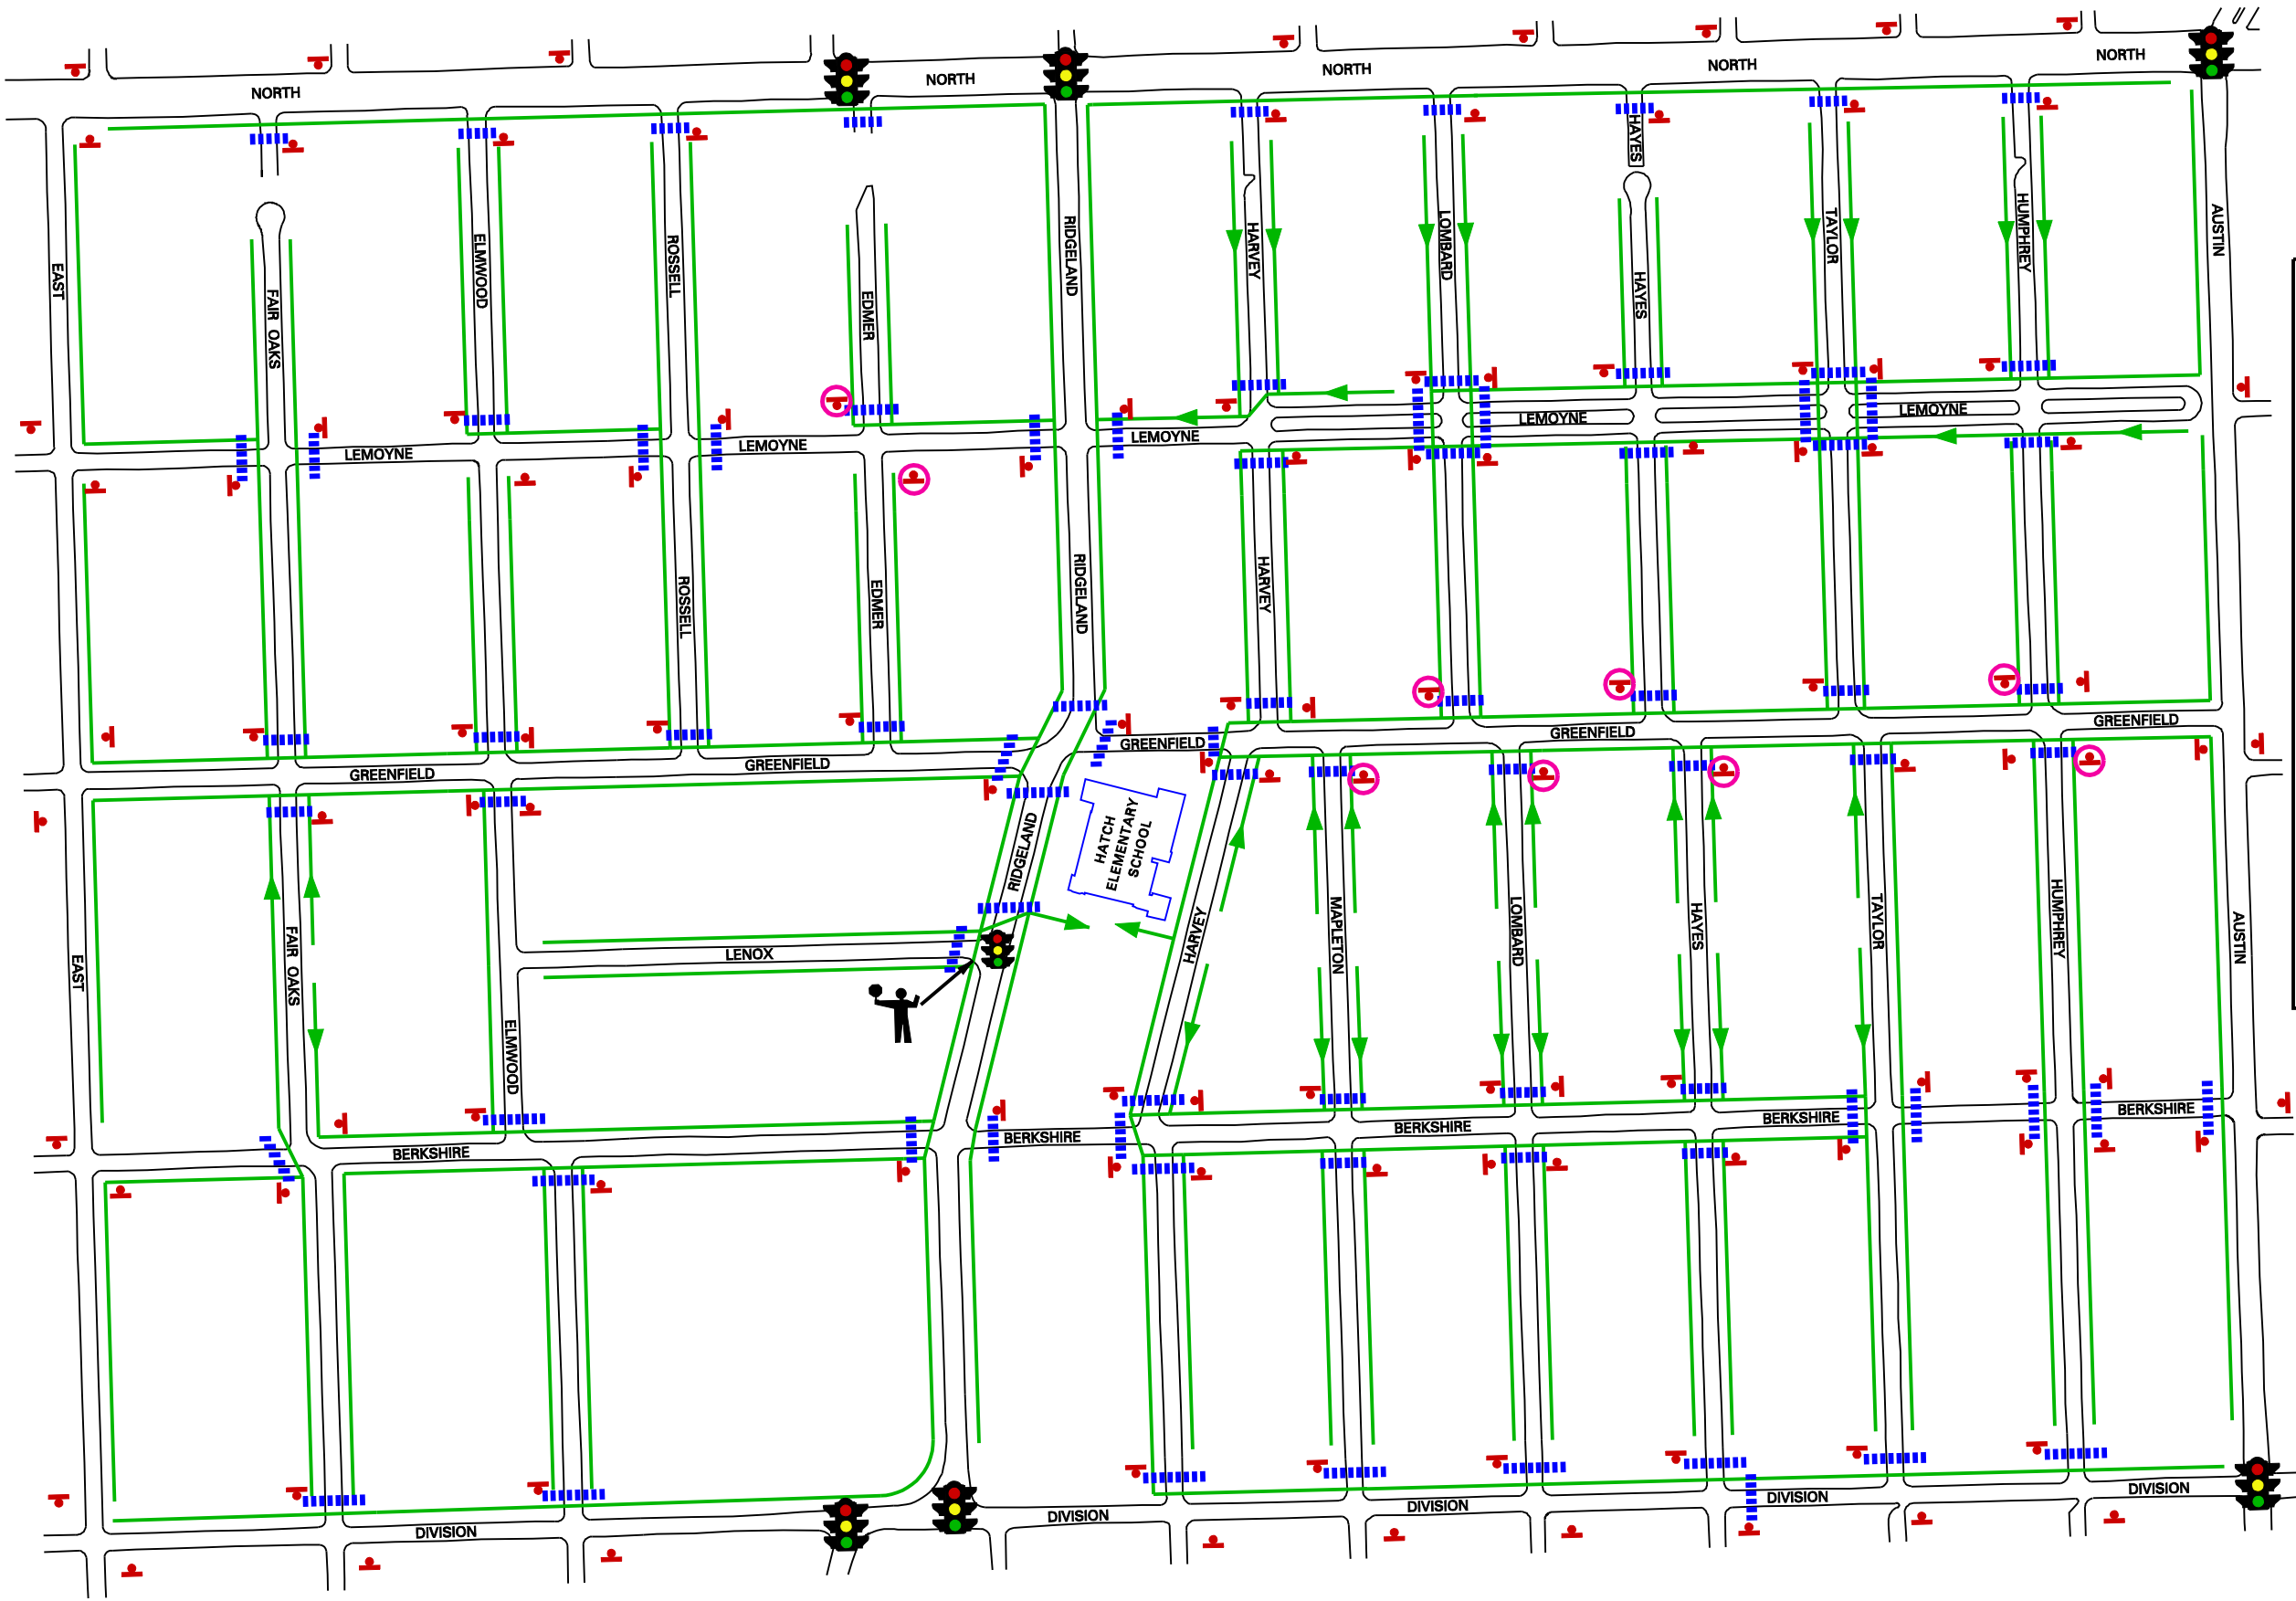 NORTH
NORTH
NORTH
NORTH
NORTH
HAYES
EAST
FAIR OAKS
ELMWOOD
ROSSELL
EDMER
RIDGELAND
HARVEY
LOMBARD
HAYES
TAYLOR
HUMPHREY
AUSTIN
LEMOYNE
LEMOYNE
LEMOYNE
LEMOYNE
LEMOYNE
ROSSELL
EDMER
RIDGELAND
HARVEY
GREENFIELD
GREENFIELD
GREENFIELD
GREENFIELD
GREENFIELD
HATCH
ELEMENTARY
SCHOOL
RIDGELAND
EAST
FAIR OAKS
ELMWOOD
LENOX
HARVEY
MAPLETON
LOMBARD
HAYES
TAYLOR
HUMPHREY
AUSTIN
BERKSHIRE
BERKSHIRE
BERKSHIRE
BERKSHIRE
BERKSHIRE
DIVISION
DIVISION
DIVISION
DIVISION
DIVISION